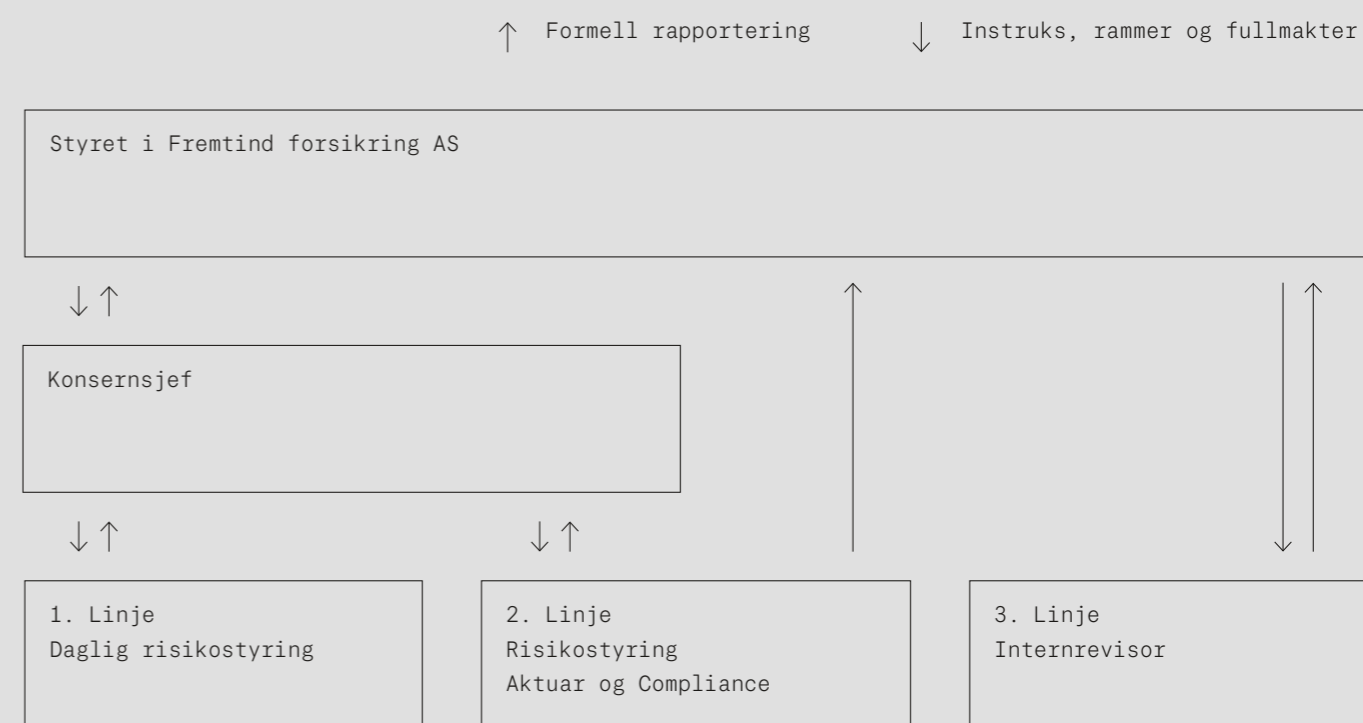 Formell rapportering
Instruks, rammer og fullmakter
Styret i Fremtind forsikring AS
Konsernsjef
1. Linje
Daglig risikostyring
2. Linje
Risikostyring
Aktuar og Compliance
3. Linje
Internrevisor